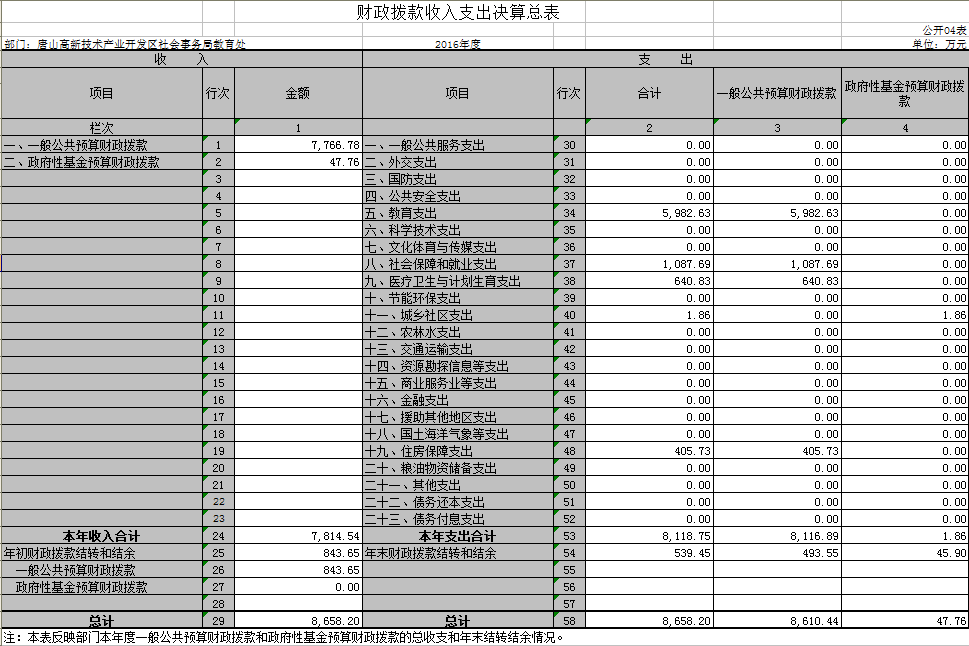 财政拨款收入支出决算总表
公开04表
部门：唐山高新技术产业开发区社会事务局教育处 2016年度 单位：万元
收 入 支 出
项目 行次 金额 项目 行次 合计 一般公共预算财政拨款 政府性基金预算财政拨款
栏次 1 2 3 4
一、一般公共预算财政拨款 1 7,766.78 一、一般公共服务支出 30 0.00 0.00 0.00
二、政府性基金预算财政拨款 2 47.76 二、外交支出 31 0.00 0.00 0.00
3 三、国防支出 32 0.00 0.00 0.00
4 四、公共安全支出 33 0.00 0.00 0.00
5 五、教育支出 34 5,982.63 5,982.63 0.00
6 六、科学技术支出 35 0.00 0.00 0.00
7 七、文化体育与传媒支出 36 0.00 0.00 0.00
8 八、社会保障和就业支出 37 1,087.69 1,087.69 0.00
9 九、医疗卫生与计划生育支出 38 640.83 640.83 0.00
10 十、节能环保支出 39 0.00 0.00 0.00
11 十一、城乡社区支出 40 1.86 0.00 1.86
12 十二、农林水支出 41 0.00 0.00 0.00
13 十三、交通运输支出 42 0.00 0.00 0.00
14 十四、资源勘探信息等支出 43 0.00 0.00 0.00
15 十五、商业服务业等支出 44 0.00 0.00 0.00
16 十六、金融支出 45 0.00 0.00 0.00
17 十七、援助其他地区支出 46 0.00 0.00 0.00
18 十八、国土海洋气象等支出 47 0.00 0.00 0.00
19 十九、住房保障支出 48 405.73 405.73 0.00
20 二十、粮油物资储备支出 49 0.00 0.00 0.00
21 二十一、其他支出 50 0.00 0.00 0.00
22 二十二、债务还本支出 51 0.00 0.00 0.00
23 二十三、债务付息支出 52 0.00 0.00 0.00
本年收入合计 24 7,814.54 本年支出合计 53 8,118.75 8,116.89 1.86
年初财政拨款结转和结余 25 843.65 年末财政拨款结转和结余 54 539.45 493.55 45.90
一般公共预算财政拨款 26 843.65 55
政府性基金预算财政拨款 27 0.00 56
28 57
总计 29 8,658.20 总计 58 8,658.20 8,610.44 47.76
注：本表反映部门本年度一般公共预算财政拨款和政府性基金预算财政拨款的总收支和年末结转结余情况。